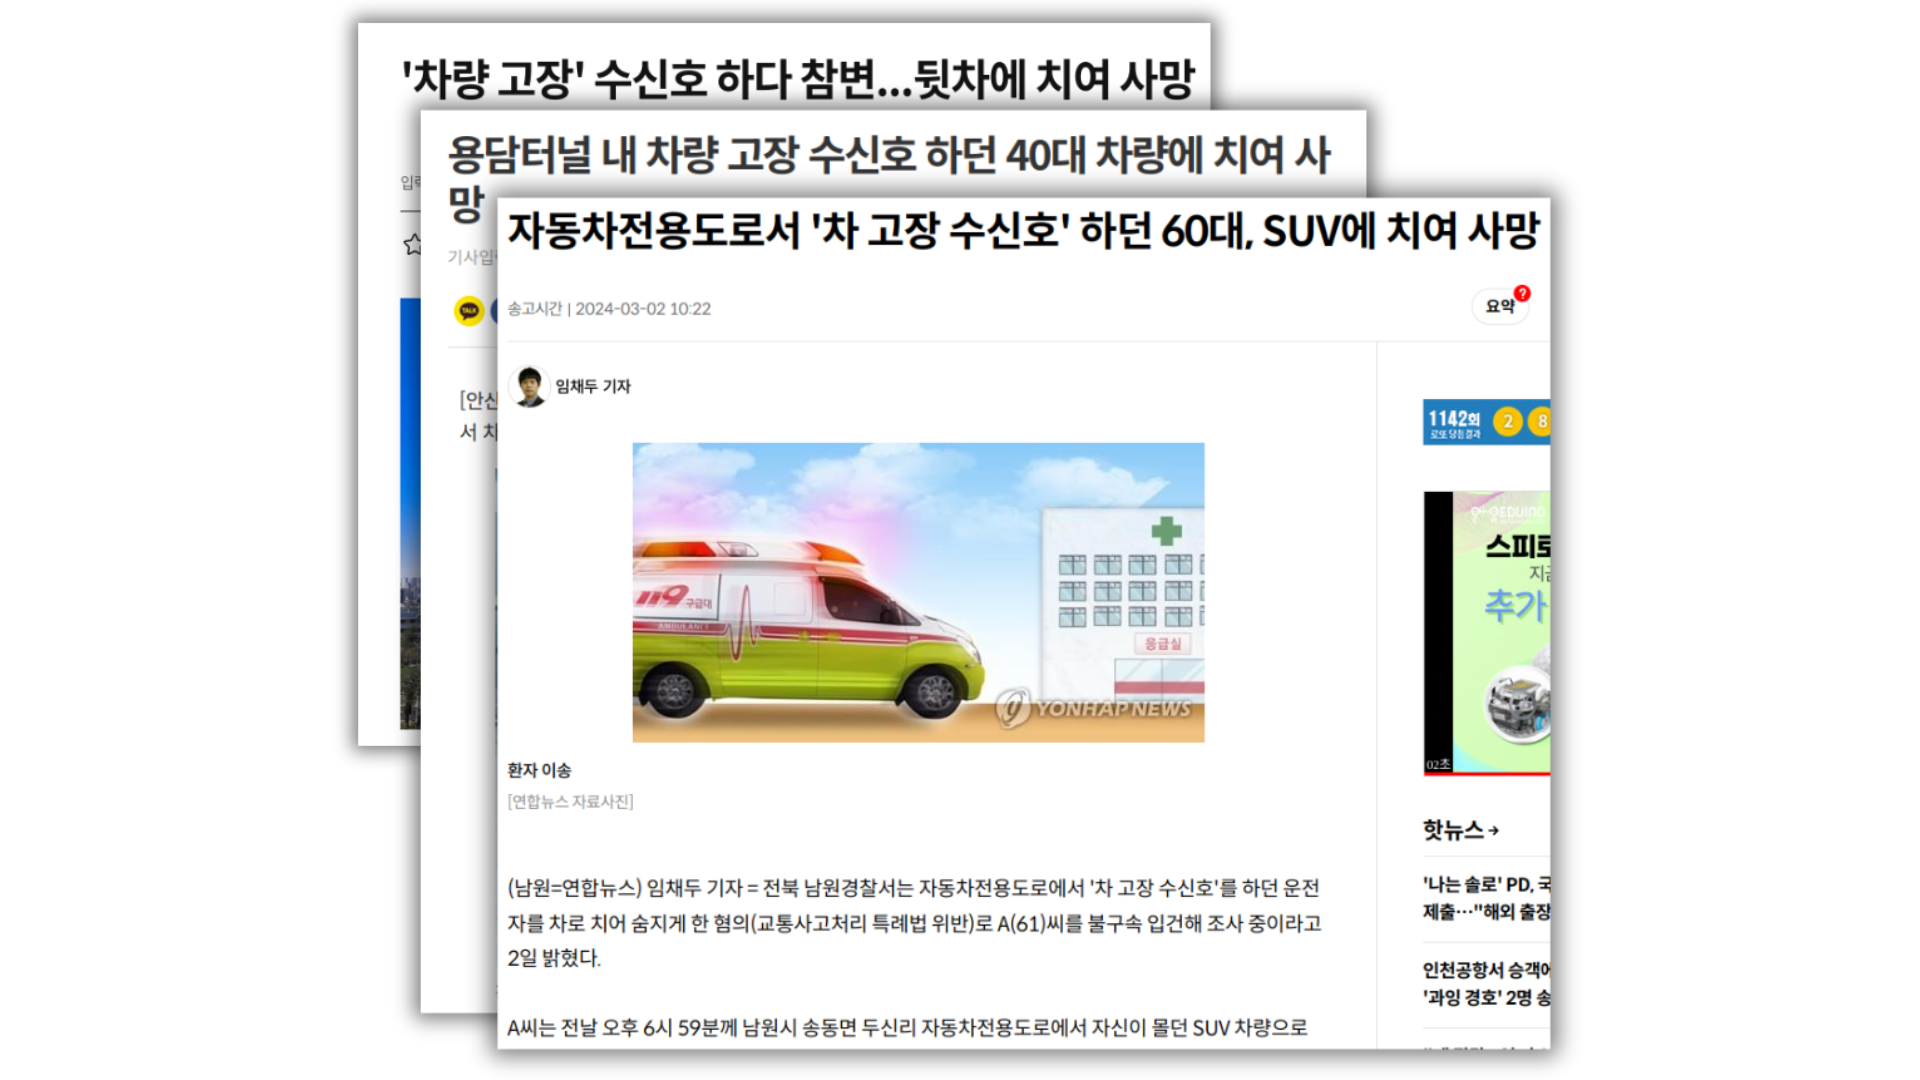 '차량 고장' 수신호 하다 참변...뒷차에 치여 사망
용담터널 내 차량 고장 수신호 하던 40대 차량에 치여 사
망
입력
기사입력
TALK
[안산
서 차
자동차전용도로서 '차 고장 수신호' 하던 60대, SUV에 치여 사망
송고시간 | 2024-03-02 10:22
요약
?
임채두 기자
119 구급대
AMBULANCE
응급실
YONHAPNEWS
환자 이송
[연합뉴스 자료사진]
(남원=연합뉴스) 임채두 기자 = 전북 남원경찰서는 자동차전용도로에서 '차 고장 수신호'를 하던 운전
자를 차로 치어 숨지게 한 혐의(교통사고처리 특례법 위반)로 A(61)씨를 불구속 입건해 조사 중이라고
2일 밝혔다.
A씨는 전날 오후 6시 59분께 남원시 송동면 두신리 자동차전용도로에서 자신이 몰던 SUV 차량으로
1142회 2 8
로또 당첨결과
EDUINO
스피로
지금
추가
02초
핫뉴스
'나는 솔로' PD, 국
제출…"해외 출장
인천공항서 승객에
'과잉 경호' 2명 송